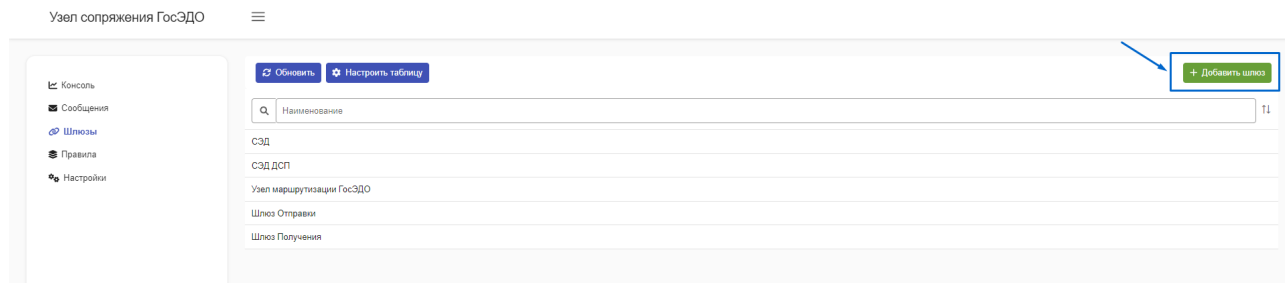 Узел сопряжения ГосЭДО
Обновить Настроить таблицу + Добавить шлюз
Консоль
Сообщения
Шлюзы
Правила
Настройки
Наименование
СЭД
СЭД ДСП
Узел маршрутизации ГосЭДО
Шлюз Отправки
Шлюз Получения